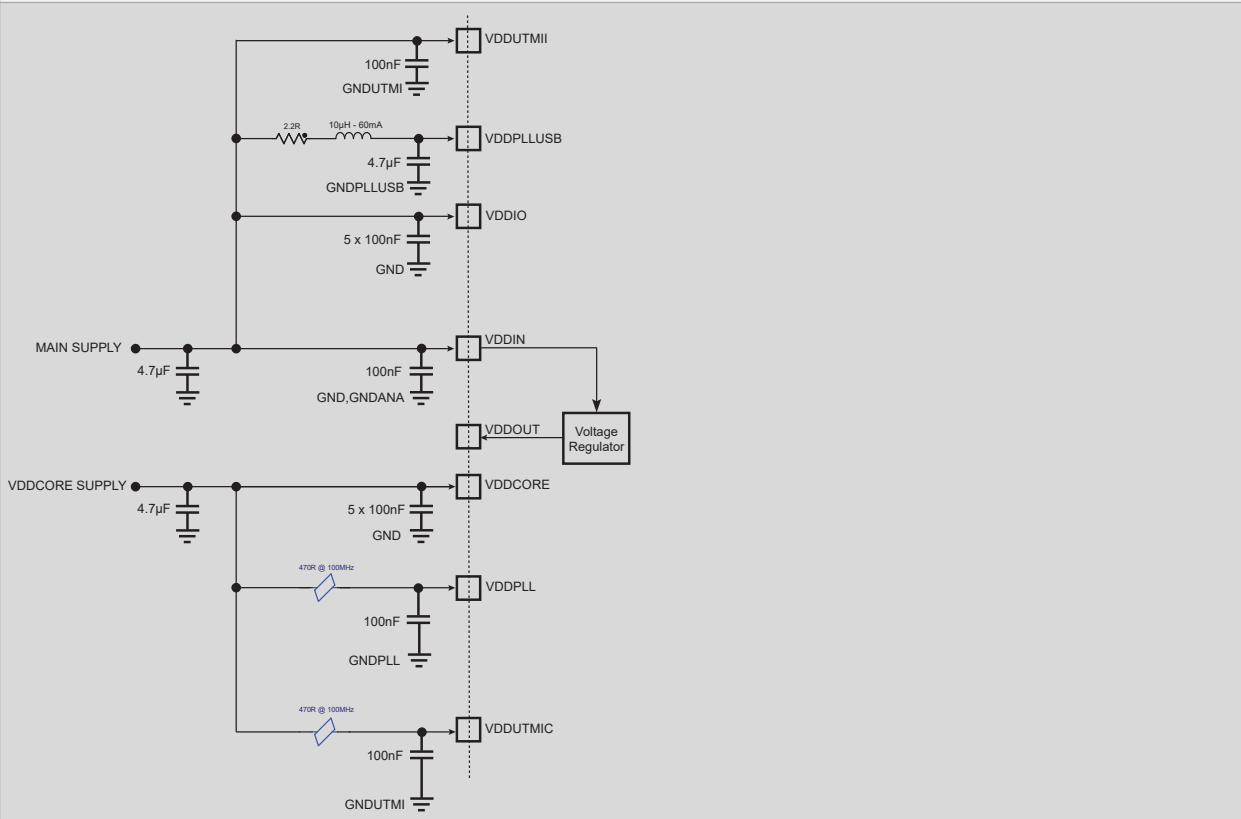 VDDUTMII
100nF
GNDUTMI
2.2R
10µH - 60mA
VDDPLLUSB
4.7µF
GNDPLLUSB
VDDIO
5 x 100nF
GND
MAIN SUPPLY
4.7µF
VDDIN
100nF
GND,GNDANA
VDDOUT
Voltage
Regulator
VDDCORE SUPPLY
4.7µF
VDDCORE
5 x 100nF
GND
470R @ 100MHz
VDDPLL
100nF
GNDPLL
470R @ 100MHz
VDDUTMIC
100nF
GNDUTMI